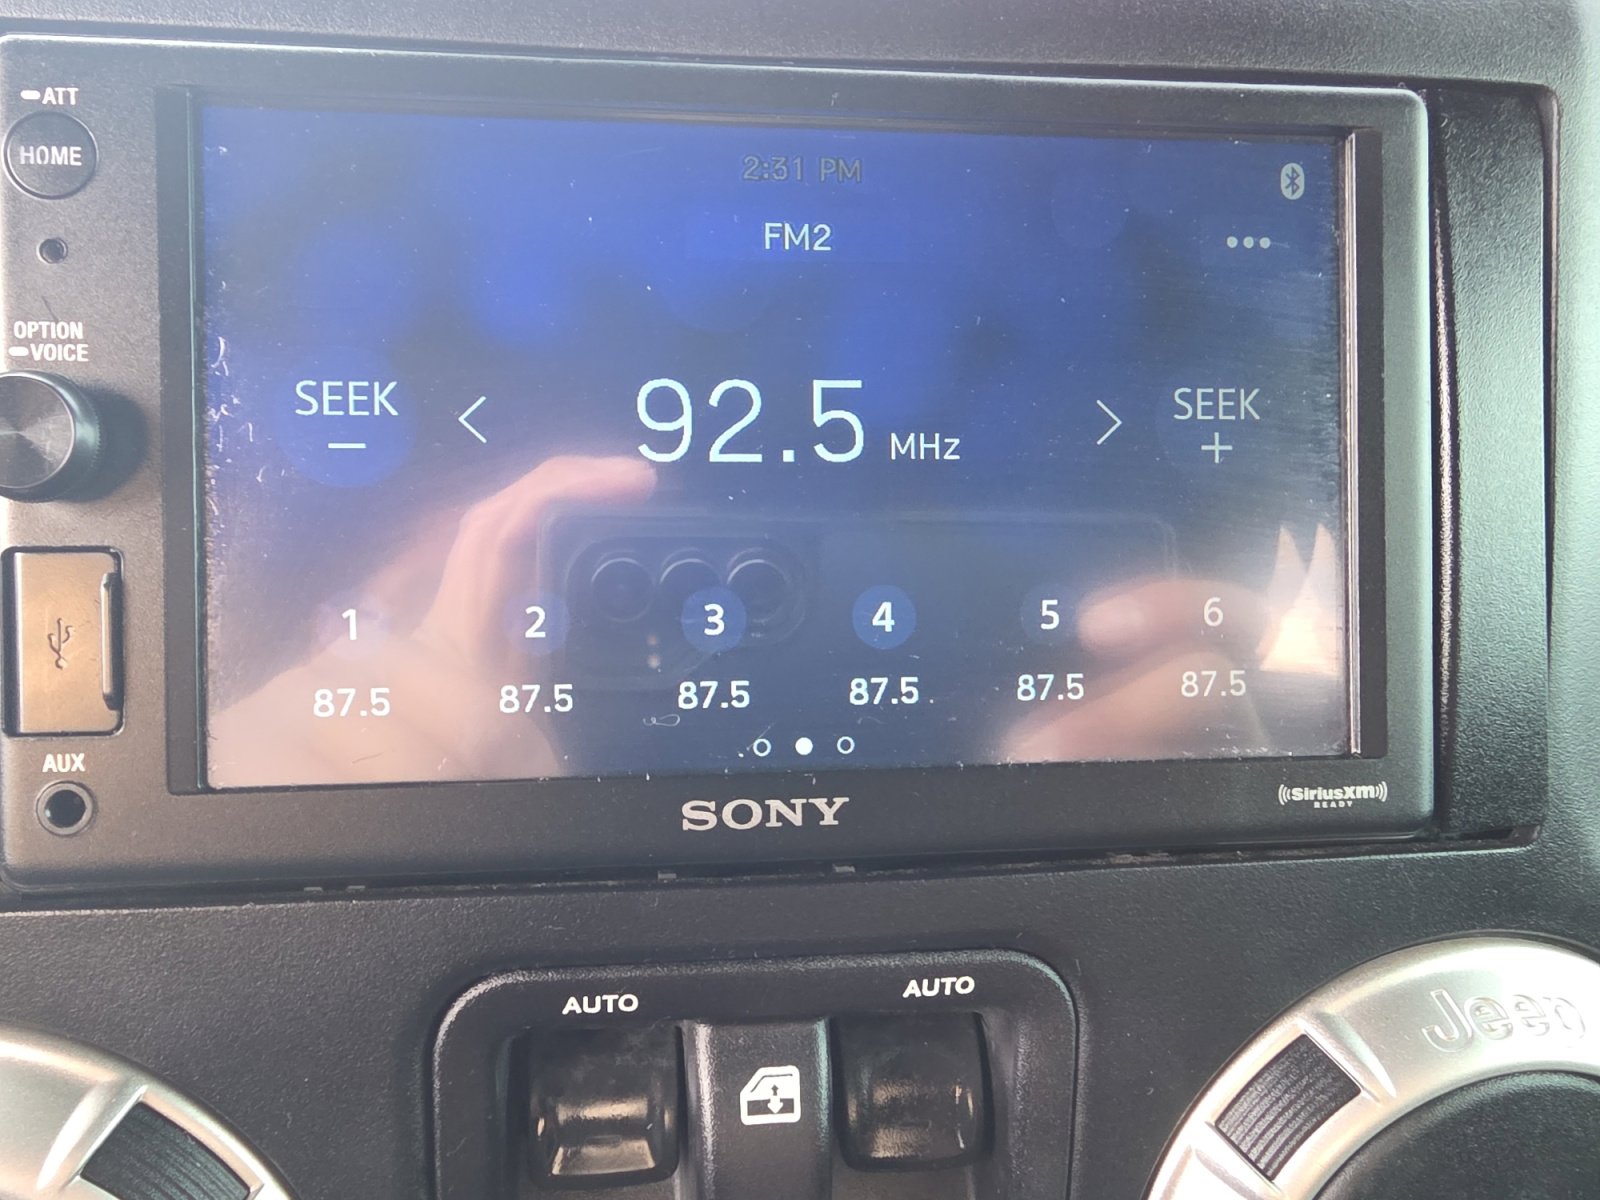 ATT
HOME
OPTION
VOICE
AUX
2:31 PM
FM2
•••
SEEK
−
<
92.5 MHz
>
SEEK
+
1 2 3 4 5 6
87.5 87.5 87.5 87.5 87.5 87.5
SONY
SiriusXM
READY
AUTO AUTO
Jeep